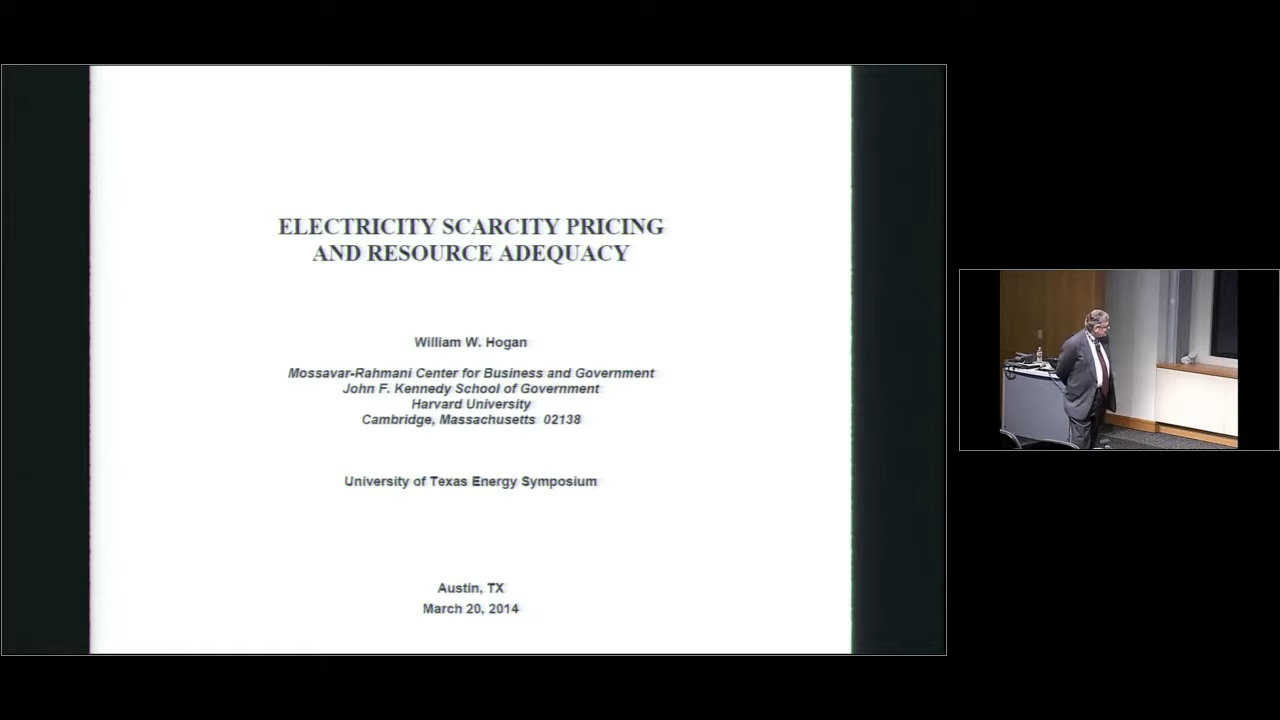 ELECTRICITY SCARCITY PRICING
AND RESOURCE ADEQUACY
William W. Hogan
Mossavar-Rahmani Center for Business and Government
John F. Kennedy School of Government
Harvard University
Cambridge, Massachusetts 02138
University of Texas Energy Symposium
Austin, TX
March 20, 2014